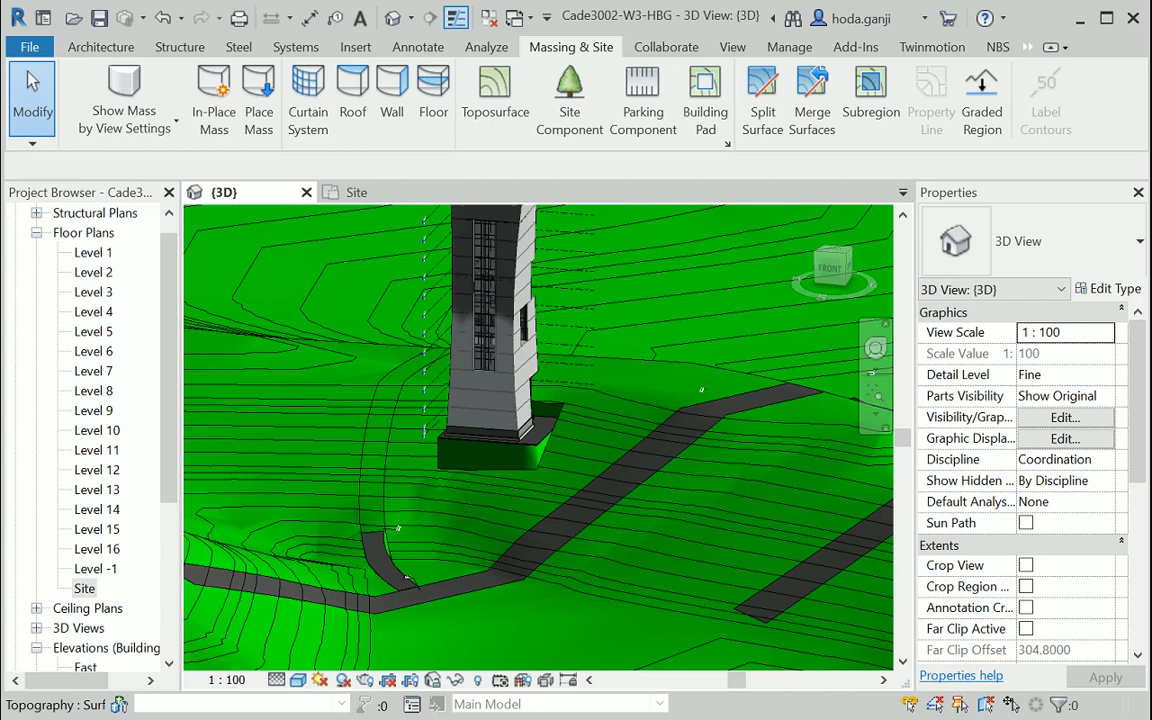 Cade3002-W3-HBG - 3D View: {3D}
hoda.ganji
File Architecture Structure Steel Systems Insert Annotate Analyze Massing & Site Collaborate View Manage Add-Ins Twinmotion NBS
Modify
Show Mass
by View Settings
In-Place
Mass
Place
Mass
Curtain
System
Roof
Wall
Floor
Toposurface
Site
Component
Parking
Component
Building
Pad
Split
Surface
Merge
Surfaces
Subregion
Property
Line
Graded
Region
50
Label
Contours
Project Browser - Cade3...
{3D}
Site
Properties
Structural Plans
Floor Plans
Level 1
Level 2
Level 3
Level 4
Level 5
Level 6
Level 7
Level 8
Level 9
Level 10
Level 11
Level 12
Level 13
Level 14
Level 15
Level 16
Level -1
Site
Ceiling Plans
3D Views
Elevations (Building
East
FRONT
3D View
3D View: {3D}
Edit Type
Graphics
View Scale 1 : 100
Scale Value 1: 100
Detail Level Fine
Parts Visibility Show Original
Visibility/Grap... Edit...
Graphic Displa... Edit...
Discipline Coordination
Show Hidden ... By Discipline
Default Analys... None
Sun Path
Extents
Crop View
Crop Region ...
Annotation Cr...
Far Clip Active
Far Clip Offset 304.8000
Properties help
Apply
1 : 100
Topography : Surf
:0
Main Model
:0